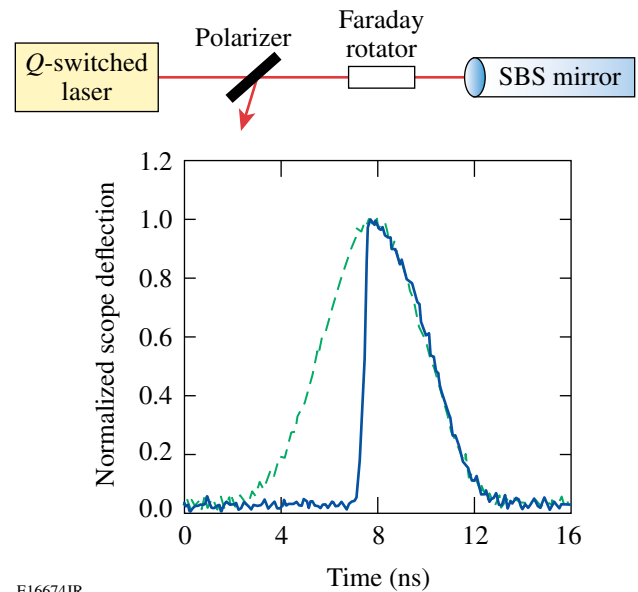 Faraday
Polarizer
rotator
Q-switched
laser
SBS mirror
1.2
1.0
0.8
0.6
0.4
0.2
0.0
Normalized scope deflection
0 4 8 12 16
Time (ns)
E16674JR